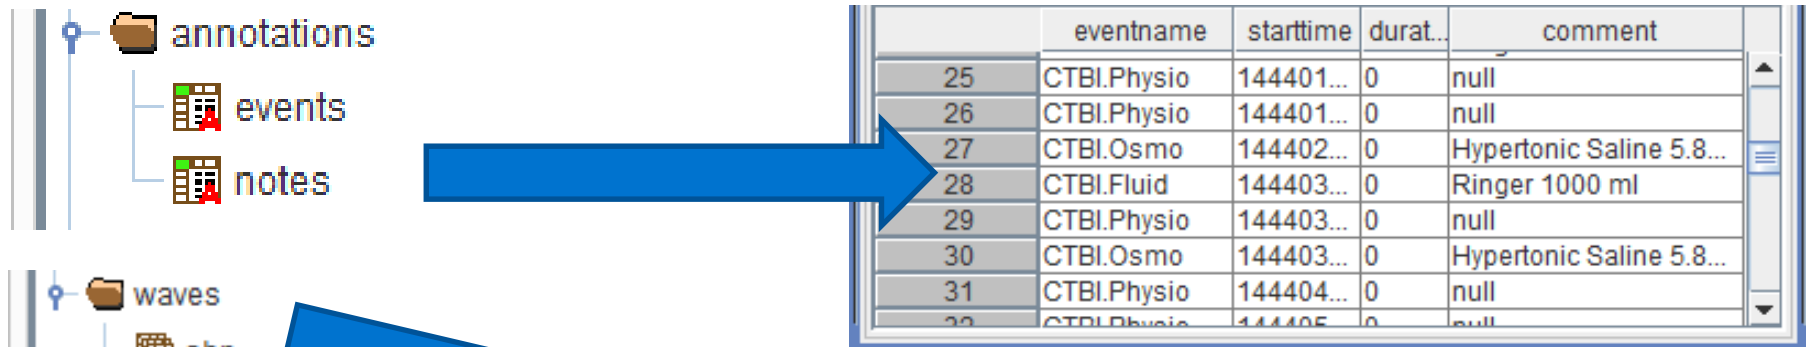 annotations
events
notes
waves
eventname starttime durat... comment
25 CTBI.Physio 144401... 0 null
26 CTBI.Physio 144401... 0 null
27 CTBI.Osmo 144402... 0 Hypertonic Saline 5.8...
28 CTBI.Fluid 144403... 0 Ringer 1000 ml
29 CTBI.Physio 144403... 0 null
30 CTBI.Osmo 144403... 0 Hypertonic Saline 5.8...
31 CTBI.Physio 144404... 0 null